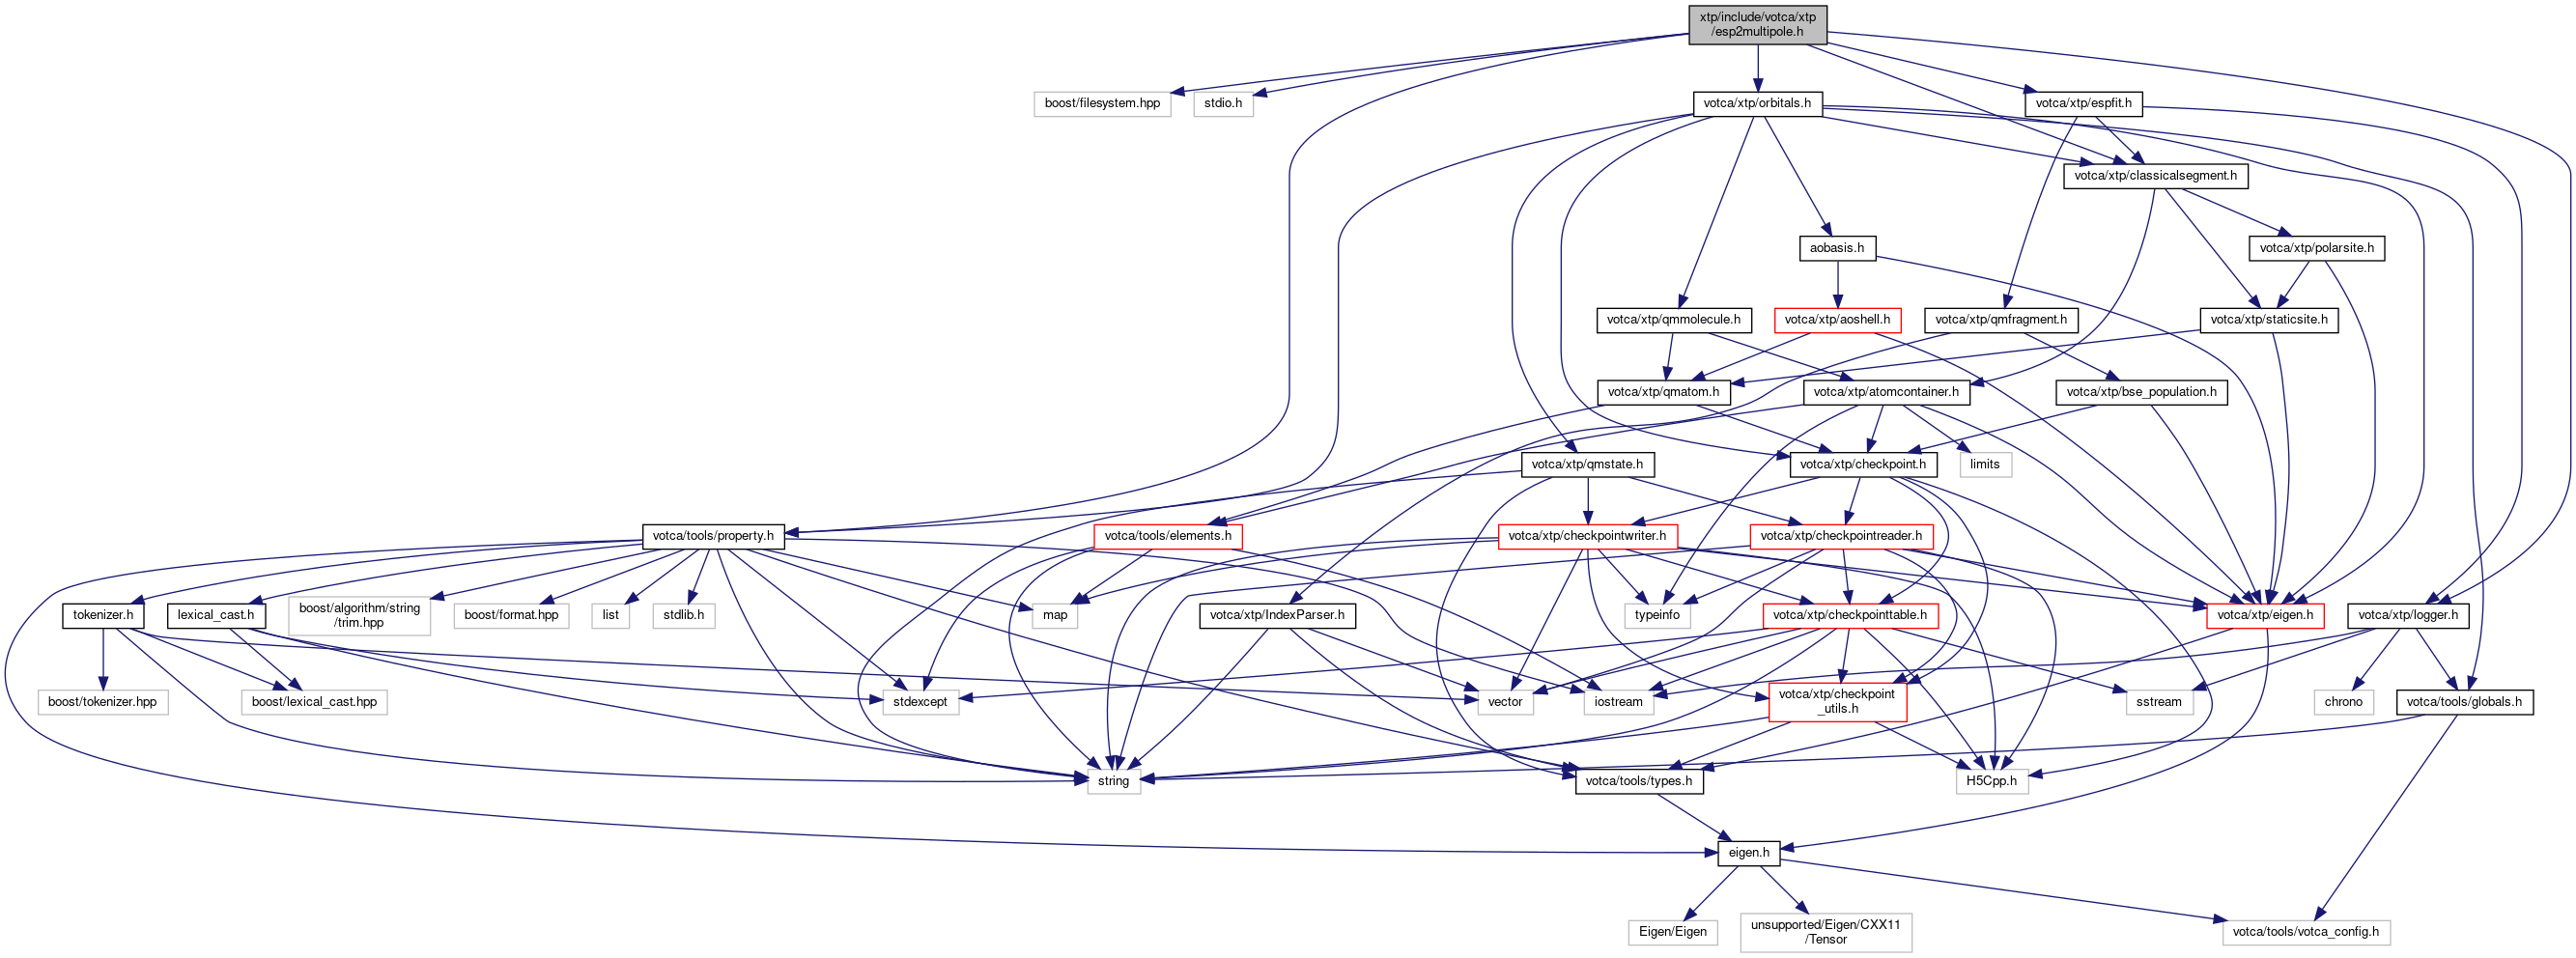 xtp/include/votca/xtp
/esp2multipole.h
boost/filesystem.hpp
stdio.h
votca/xtp/orbitals.h
votca/xtp/espfit.h
votca/xtp/classicalsegment.h
aobasis.h
votca/xtp/polarsite.h
votca/xtp/qmmolecule.h
votca/xtp/aoshell.h
votca/xtp/qmfragment.h
votca/xtp/staticsite.h
votca/xtp/qmatom.h
votca/xtp/atomcontainer.h
votca/xtp/bse_population.h
votca/xtp/qmstate.h
votca/xtp/checkpoint.h
limits
votca/tools/property.h
votca/tools/elements.h
votca/xtp/checkpointwriter.h
votca/xtp/checkpointreader.h
tokenizer.h
lexical_cast.h
boost/algorithm/string
/trim.hpp
boost/format.hpp
list
stdlib.h
map
votca/xtp/IndexParser.h
typeinfo
votca/xtp/checkpointtable.h
votca/xtp/eigen.h
votca/xtp/logger.h
boost/tokenizer.hpp
boost/lexical_cast.hpp
stdexcept
vector
iostream
votca/xtp/checkpoint
_utils.h
sstream
chrono
votca/tools/globals.h
string
votca/tools/types.h
H5Cpp.h
eigen.h
Eigen/Eigen
unsupported/Eigen/CXX11
/Tensor
votca/tools/votca_config.h